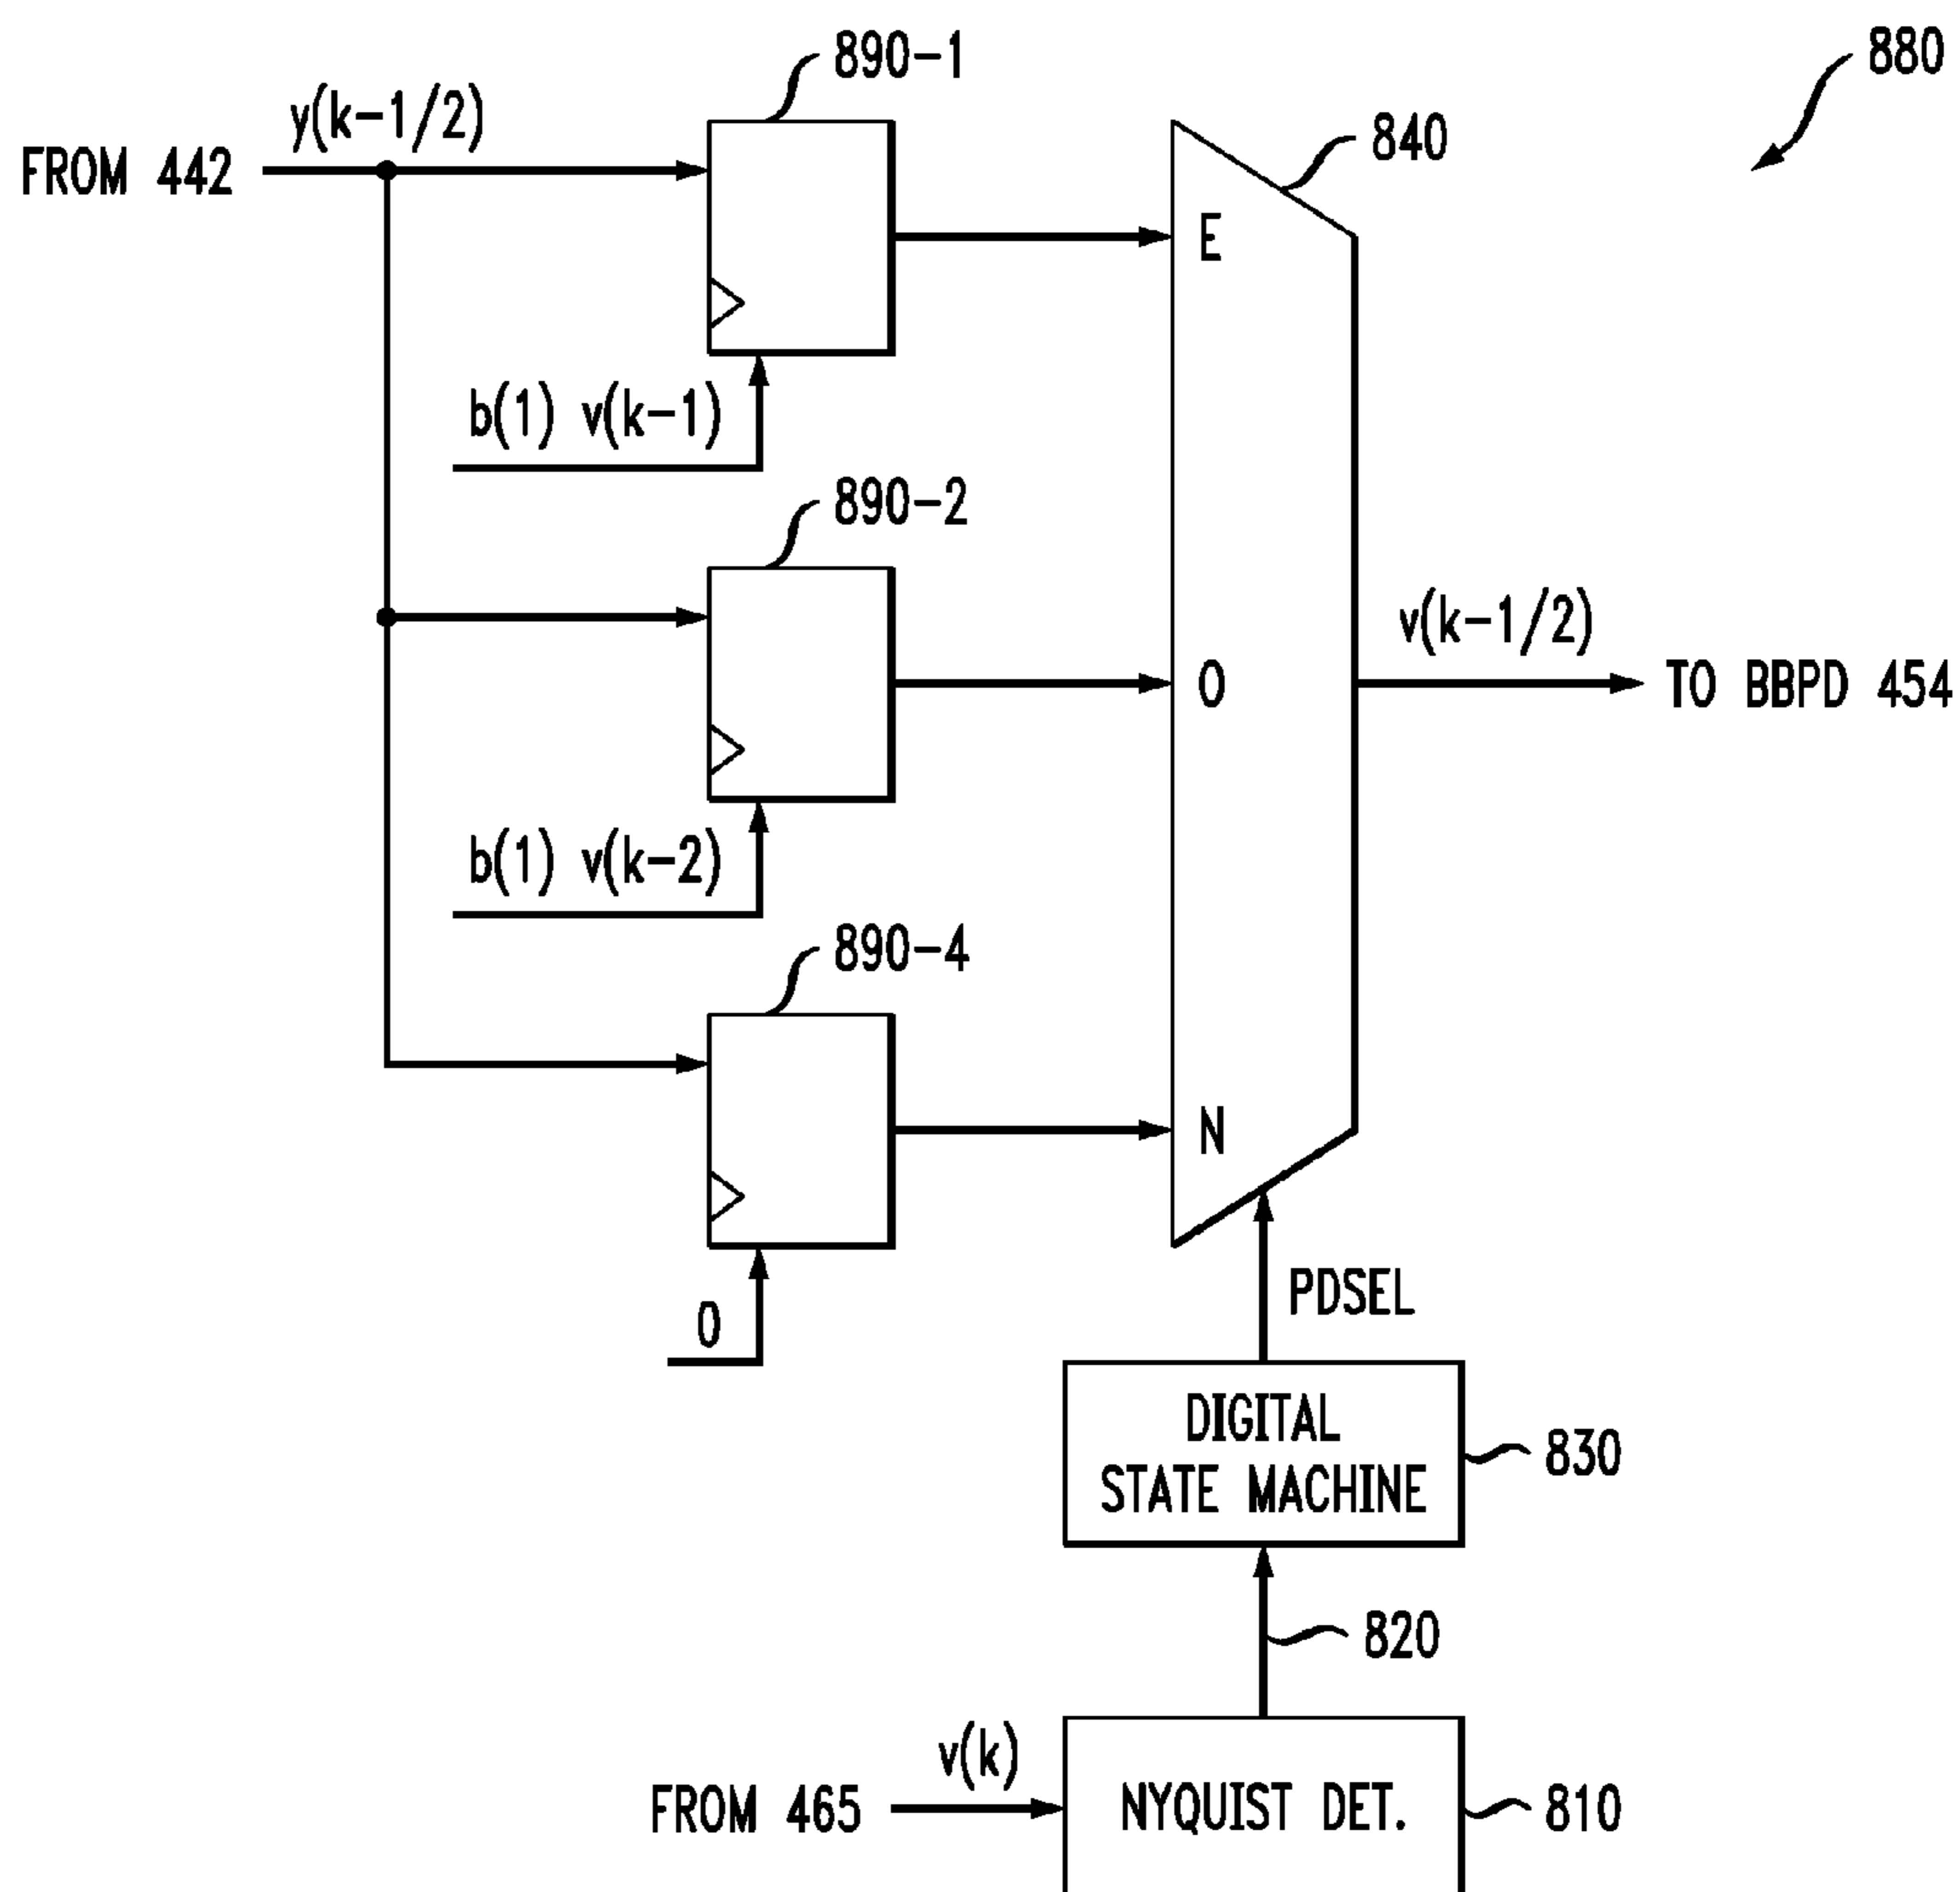 890-1
880
y(k-1/2)
840
FROM 442
E
b(1) v(k-1)
890-2
v(k-1/2)
O
TO BBPD 454
b(1) v(k-2)
890-4
N
PDSEL
0
DIGITAL
STATE MACHINE
830
820
v(k)
FROM 465
NYQUIST DET.
810